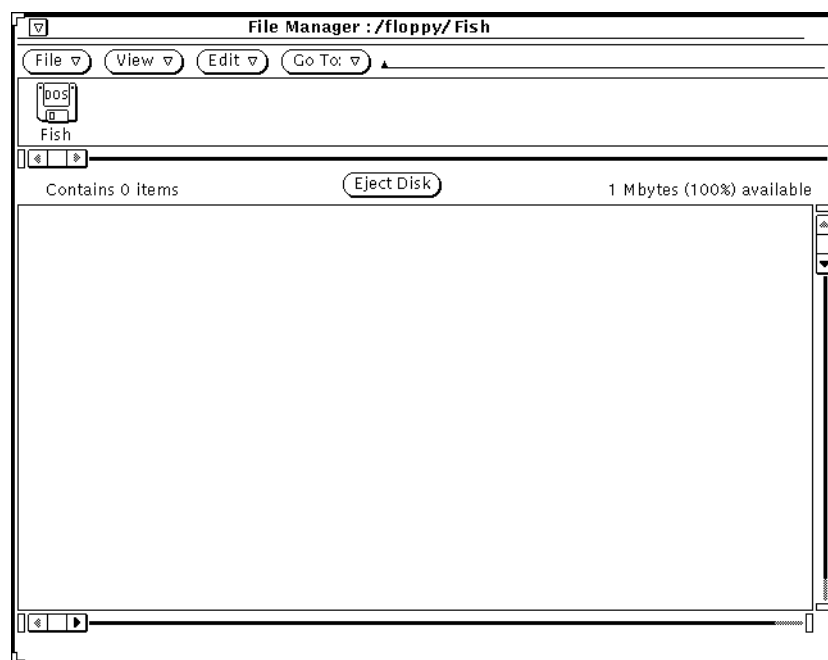 File Manager : /floppy/Fish
File View Edit Go To:
DOS
Fish
Contains 0 items Eject Disk 1 Mbytes (100%) available